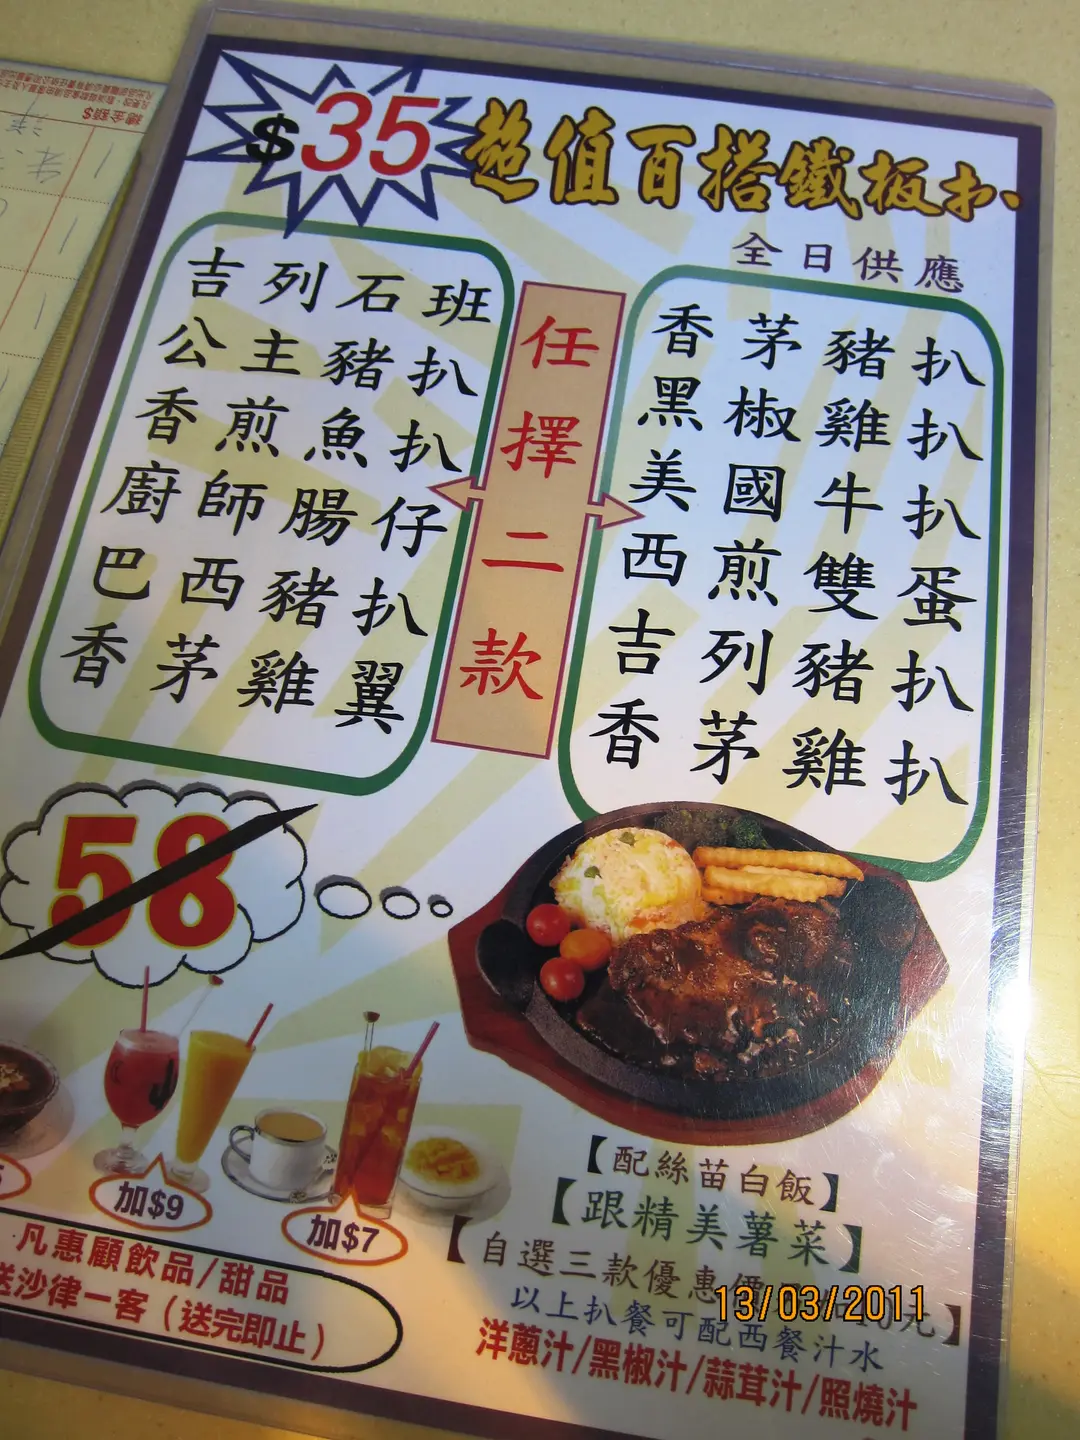 總金額$
$35 超值百搭鐵板扒
全日供應
吉列石班
公主豬扒
香煎魚扒
廚師腸仔
巴西豬扒
香茅雞翼
任擇二款
香茅豬扒
黑椒雞扒
美國牛扒
西煎雙蛋
吉列豬扒
香茅雞扒
58
加$9
加$7
凡惠顧飲品/甜品
送沙律一客(送完即止)
【配絲苗白飯】
【跟精美薯菜】
【自選三款優惠價 40元】
以上扒餐可配西餐汁水
洋蔥汁/黑椒汁/蒜茸汁/照燒汁
13/03/2011